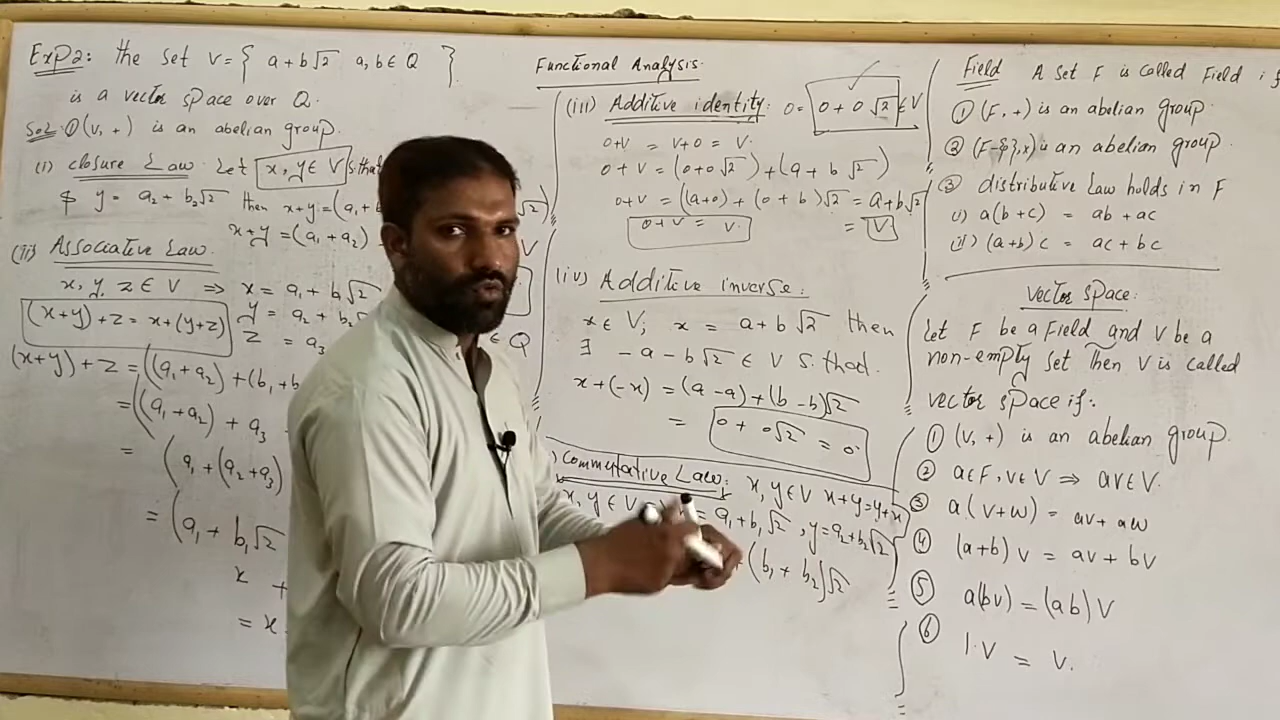 Exp2: the set V = { a+b√2 a, b ∈ Q }
is a vector space over Q.
Sol: ① (V, +) is an abelian group.
(i) closure Law. Let x, y ∈ V s.that
& y = a₂ + b₂√2 then x+y = (a₁ + b √2)
x+y = (a₁ + a₂) V
(ii) Associative Law.
x, y, z ∈ V ⇒ x = a₁ + b₁√2
(x+y)+z = x+(y+z) y = a₂ + b₂√2
z = a₃ ∈ Q
(x+y)+z = ((a₁ + a₂) + (b₁ + b
= ((a₁ + a₂) + a₃
= (a₁ + (a₂ + a₃)
= (a₁ + b₁√2
x +
= x
Functional Analysis.
(iii) Additive identity: 0 = 0 + 0√2 ∈ V
0+V = V+0 = V.
0 + V = (0+0√2) + (a + b√2)
0+V = ((a+0) + (0 + b)√2 = a+b√2
0+V = V. = V
(iv) Additive inverse:
x ∈ V, x = a+b√2 then
∃ -a-b√2 ∈ V s.that.
x+(-x) = (a-a)+(b-b)√2
= 0 + 0√2 = 0
) Commutative Law: x, y ∈ V x+y = y+x
x, y ∈ V = a₁+b₁√2, y = a₂+b₂√2
(b₁ + b₂)√2
Field A set F is called Field if
① (F, +) is an abelian group.
② (F-{}, x) is an abelian group.
③ distributive Law holds in F
(i) a(b+c) = ab + ac
(ii) (a+b)c = ac + bc
Vector space:
Let F be a Field and V be a
non-empty set Then V is called
vector space if:
① (V, +) is an abelian group.
② a∈F, v∈V ⇒ av∈V.
③ a(v+w) = av + aw
④ (a+b)v = av + bv
⑤ a(bv) = (ab)V
⑥ 1.V = V.